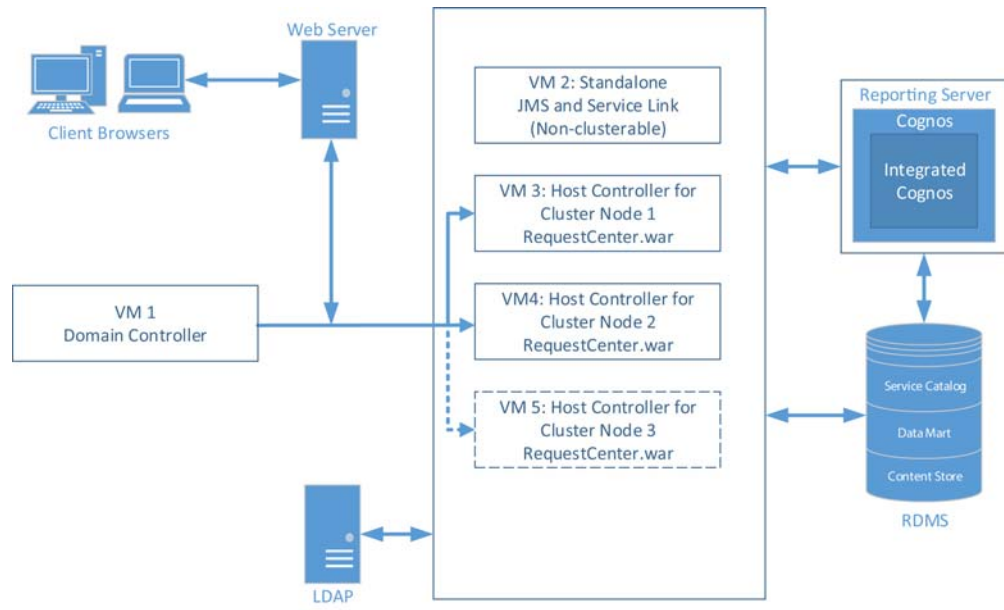 Web Server
Client Browsers
VM 1
Domain Controller
LDAP
VM 2: Standalone
JMS and Service Link
(Non-clusterable)
VM 3: Host Controller for
Cluster Node 1
RequestCenter.war
VM4: Host Controller for
Cluster Node 2
RequestCenter.war
VM 5: Host Controller for
Cluster Node 3
RequestCenter.war
Reporting Server
Cognos
Integrated
Cognos
Service Catalog
Data Mart
Content Store
RDMS